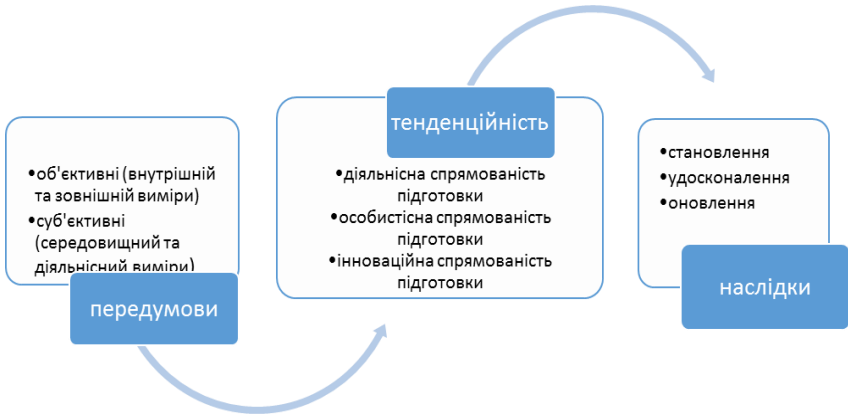 •об'єктивні (внутрішній
та зовнішній виміри)
•суб'єктивні
(середовищний та
діяльнісний виміри)
передумови
тенденційність
•діяльнісна спрямованість
підготовки
•особистісна спрямованість
підготовки
•інноваційна спрямованість
підготовки
•становлення
•удосконалення
•оновлення
наслідки